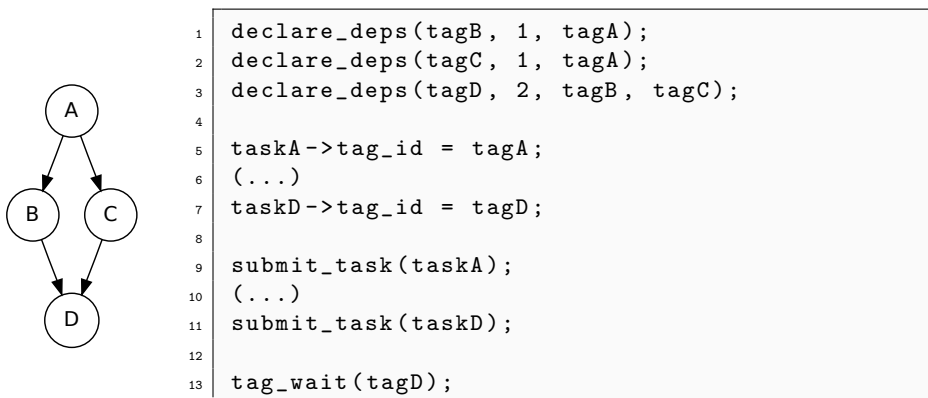 A
B
C
D
1 declare_deps(tagB, 1, tagA);
2 declare_deps(tagC, 1, tagA);
3 declare_deps(tagD, 2, tagB, tagC);
4
5 taskA->tag_id = tagA;
6 (...)
7 taskD->tag_id = tagD;
8
9 submit_task(taskA);
10 (...)
11 submit_task(taskD);
12
13 tag_wait(tagD);